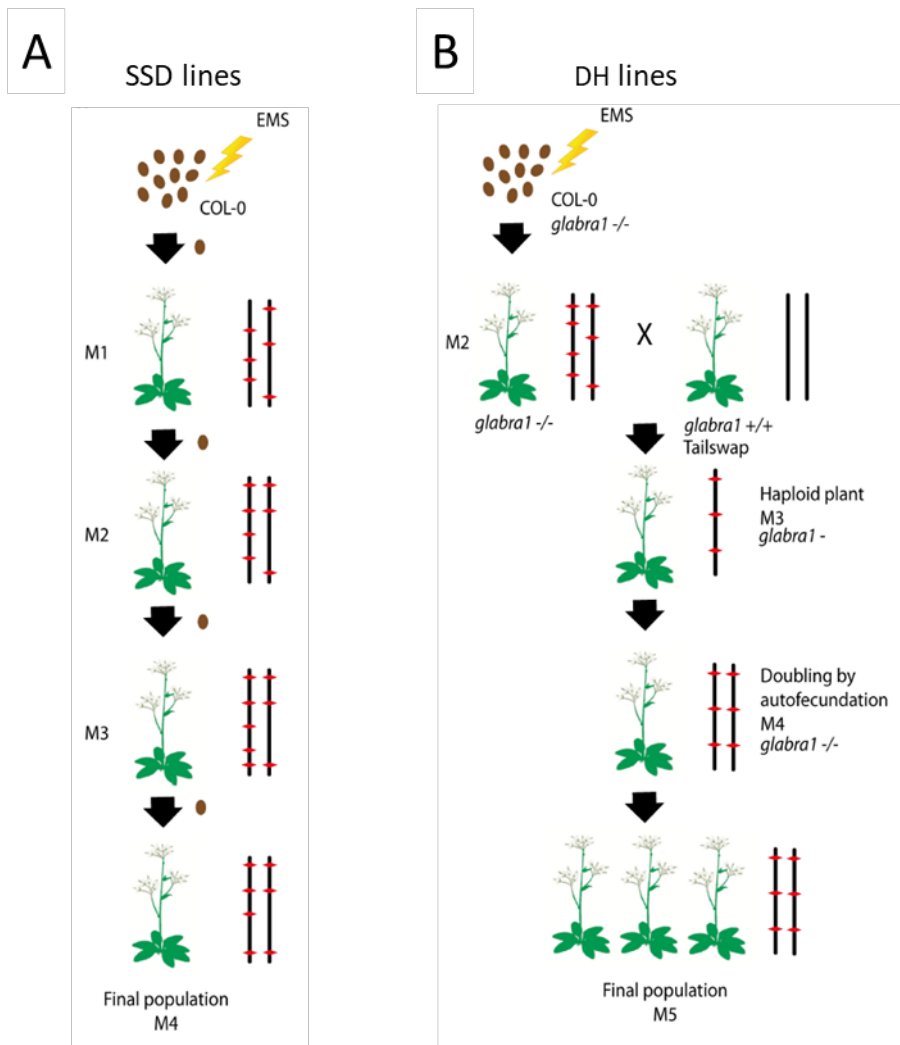 A
SSD lines
EMS
COL-0
M1
M2
M3
Final population
M4
B
DH lines
EMS
COL-0
glabra1 -/-
M2
X
glabra1 -/-
glabra1 +/+
Tailswap
Haploid plant
M3
glabra1 -
Doubling by
autofecundation
M4
glabra1 -/-
Final population
M5